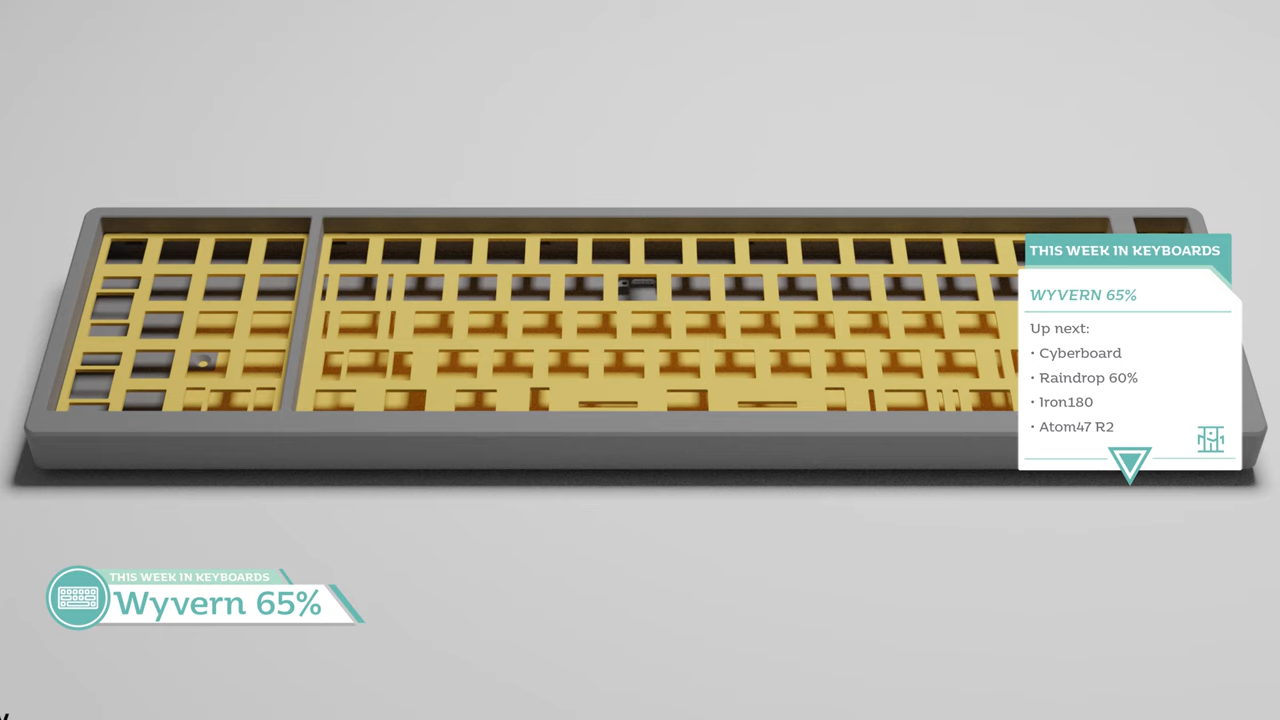 THIS WEEK IN KEYBOARDS
WYVERN 65%
Up next:
· Cyberboard
· Raindrop 60%
· Iron180
· Atom47 R2
THIS WEEK IN KEYBOARDS
Wyvern 65%